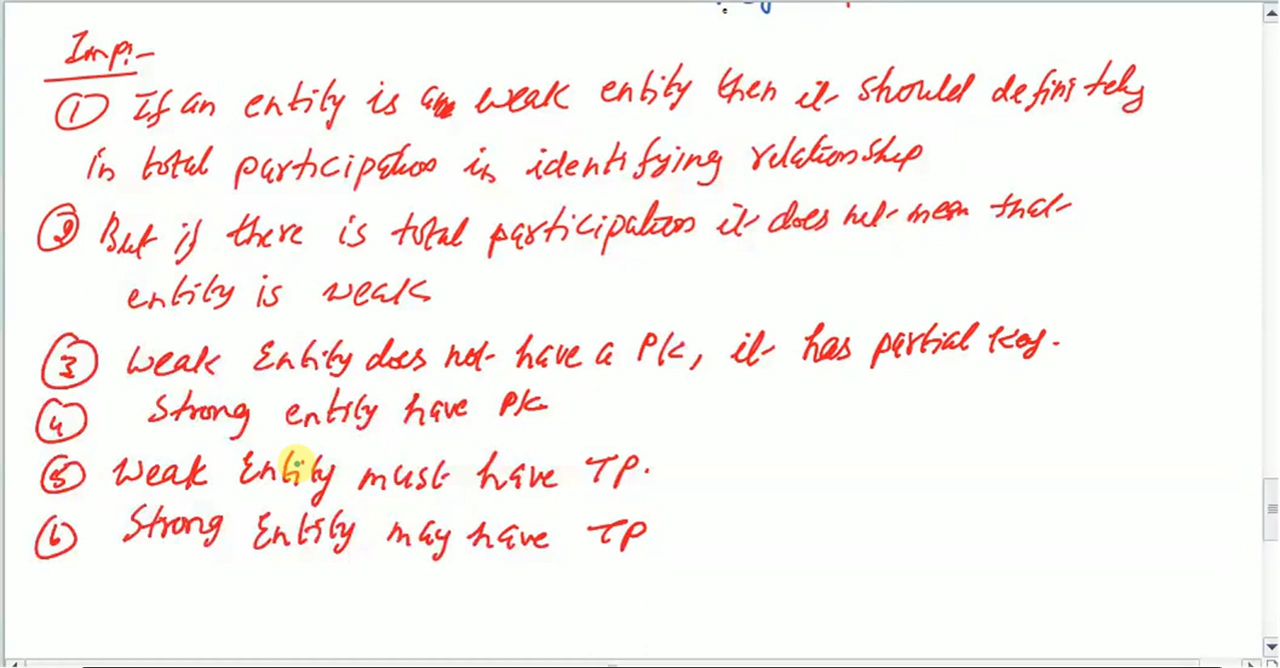 Imp:-
① If an entity is a weak entity then it should definitely
in total participation in identifying relationship
② But if there is total participation it does not mean that
entity is weak
③ Weak Entity does not have a PK, it has partial key.
④ Strong entity have PK
⑤ Weak Entity must have TP.
⑥ Strong Entity may have TP